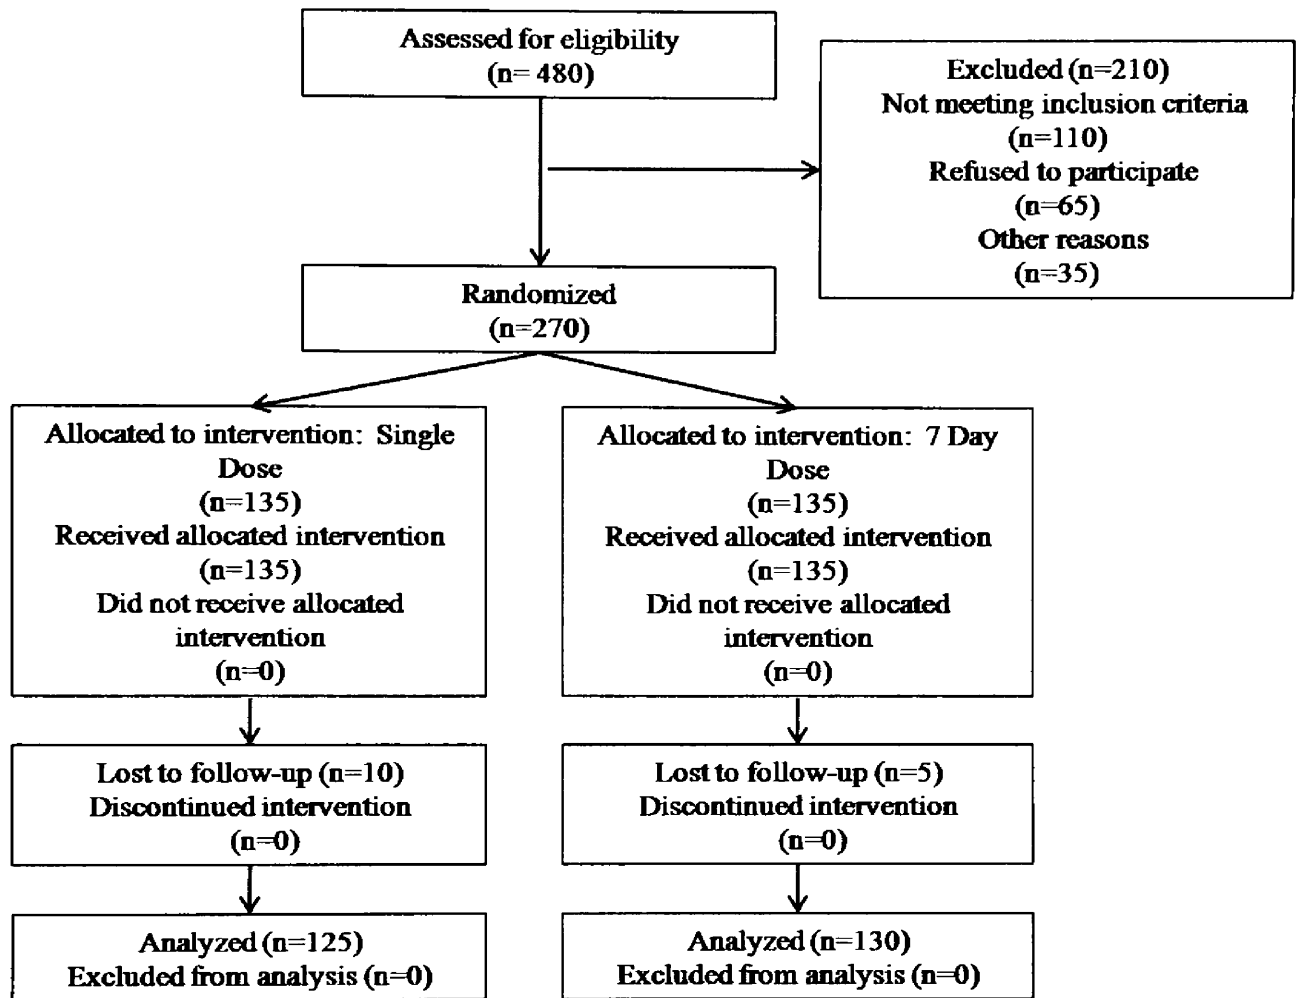 Assessed for eligibility
(n= 480)
Excluded (n=210)
Not meeting inclusion criteria
(n=110)
Refused to participate
(n=65)
Other reasons
(n=35)
Randomized
(n=270)
Allocated to intervention: Single
Dose
(n=135)
Received allocated intervention
(n=135)
Did not receive allocated
intervention
(n=0)
Allocated to intervention: 7 Day
Dose
(n=135)
Received allocated intervention
(n=135)
Did not receive allocated
intervention
(n=0)
Lost to follow-up (n=10)
Discontinued intervention
(n=0)
Lost to follow-up (n=5)
Discontinued intervention
(n=0)
Analyzed (n=125)
Excluded from analysis (n=0)
Analyzed (n=130)
Excluded from analysis (n=0)